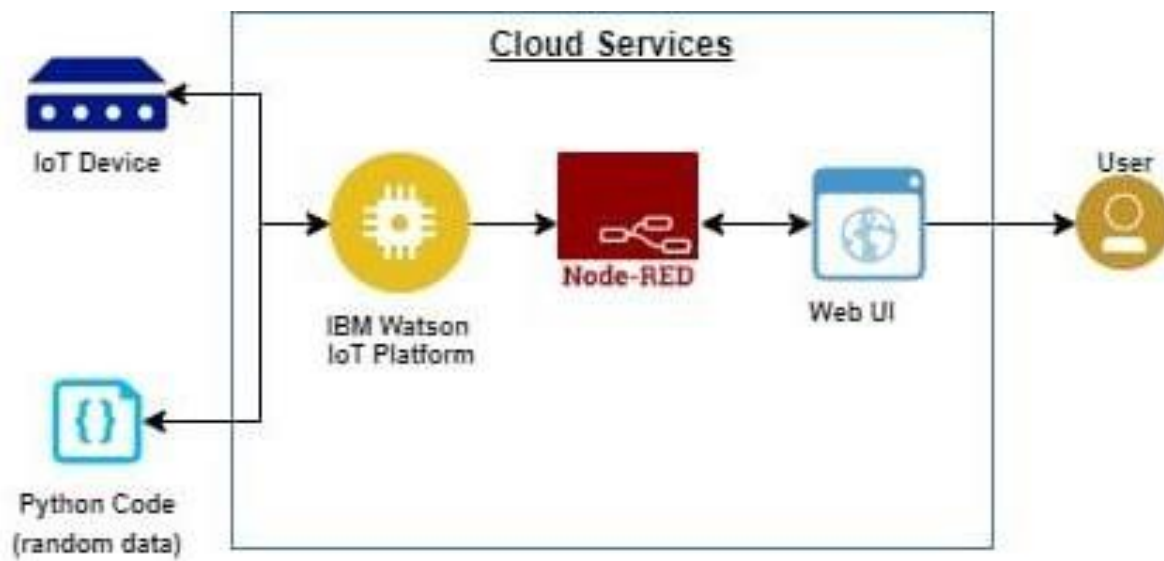 Cloud Services
IoT Device
User
Node-RED
Web UI
IBM Watson
IoT Platform
{}
Python Code
(random data)